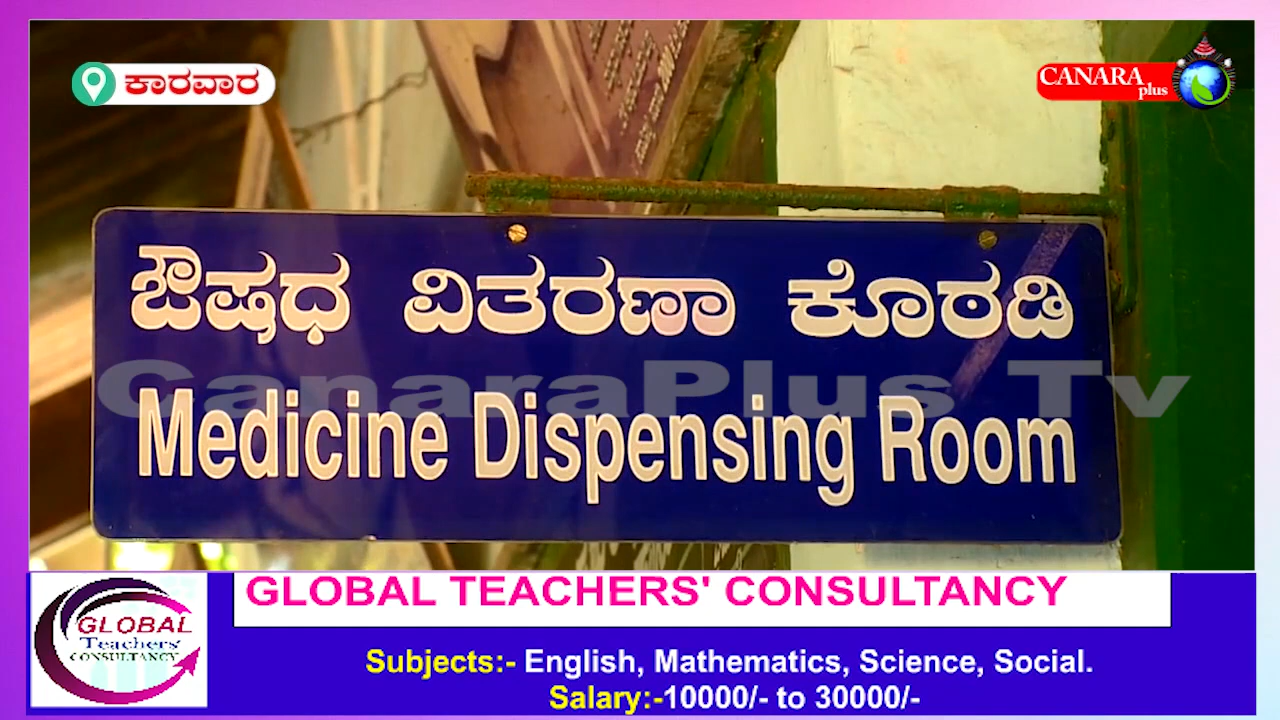 ಕಾರವಾರ
CANARA
plus
ಔಷಧ ವಿತರಣಾ ಕೊಠಡಿ
CanaraPlus Tv
Medicine Dispensing Room
GLOBAL
Teachers'
CONSULTANCY
GLOBAL TEACHERS' CONSULTANCY
Subjects:- English, Mathematics, Science, Social.
Salary:-10000/- to 30000/-